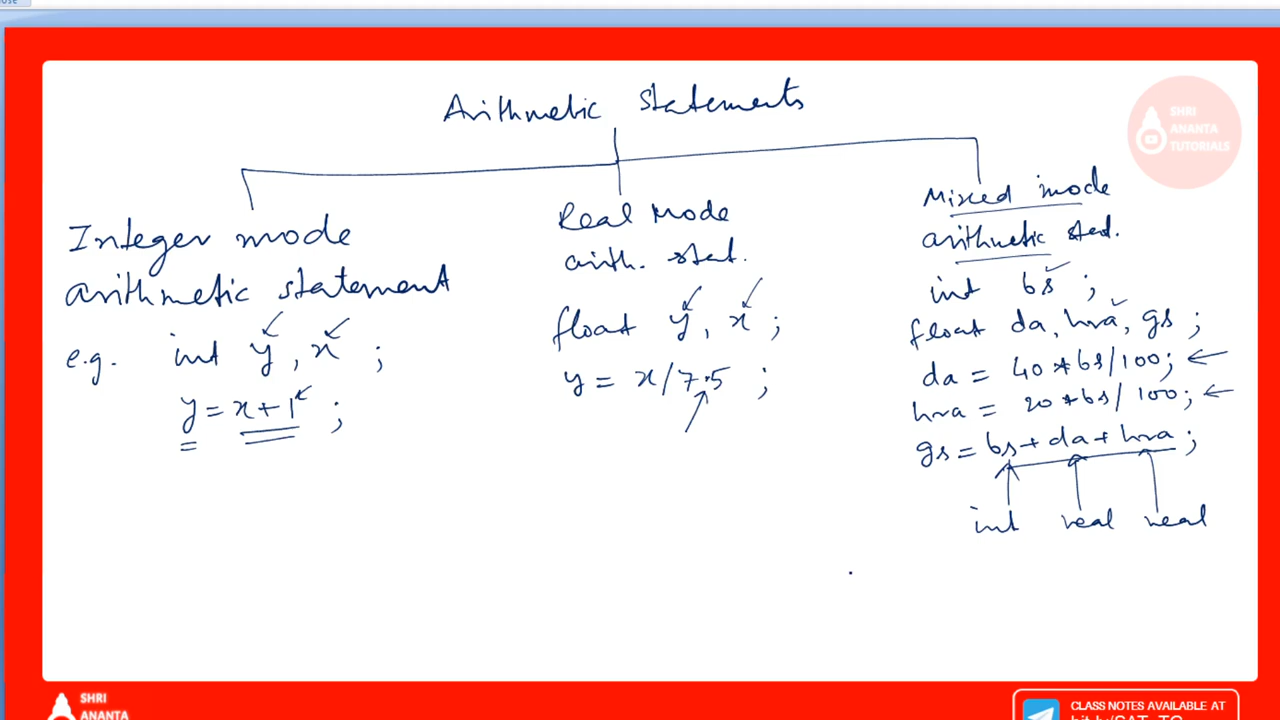 Arithmetic statements
Integer mode
arithmetic statement
e.g. int y, x ;
y = x + 1 ;
Real Mode
arith. stat.
float y, x ;
y = x/7.5 ;
Mixed mode
arithmetic stat.
int bs ;
float da, hra, gs ;
da = 40 * bs/100;
hra = 20 * bs/100;
gs = bs + da + hra ;
int real real
SHRI
ANANTA
TUTORIALS
SHRI
ANANTA
CLASS NOTES AVAILABLE AT